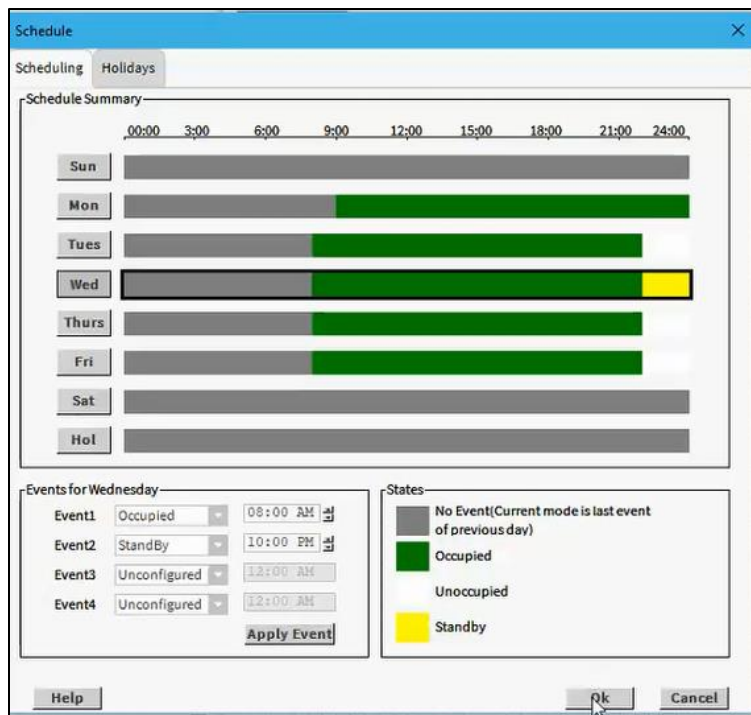 Schedule
Scheduling Holidays
Schedule Summary
00:00 3:00 6:00 9:00 12:00 15:00 18:00 21:00 24:00
Sun
Mon
Tues
Wed
Thurs
Fri
Sat
Hol
Events for Wednesday
Event1 Occupied 08:00 AM
Event2 StandBy 10:00 PM
Event3 Unconfigured 12:00 AM
Event4 Unconfigured 12:00 AM
Apply Event
States
No Event(Current mode is last event
of previous day)
Occupied
Unoccupied
Standby
Help Ok Cancel